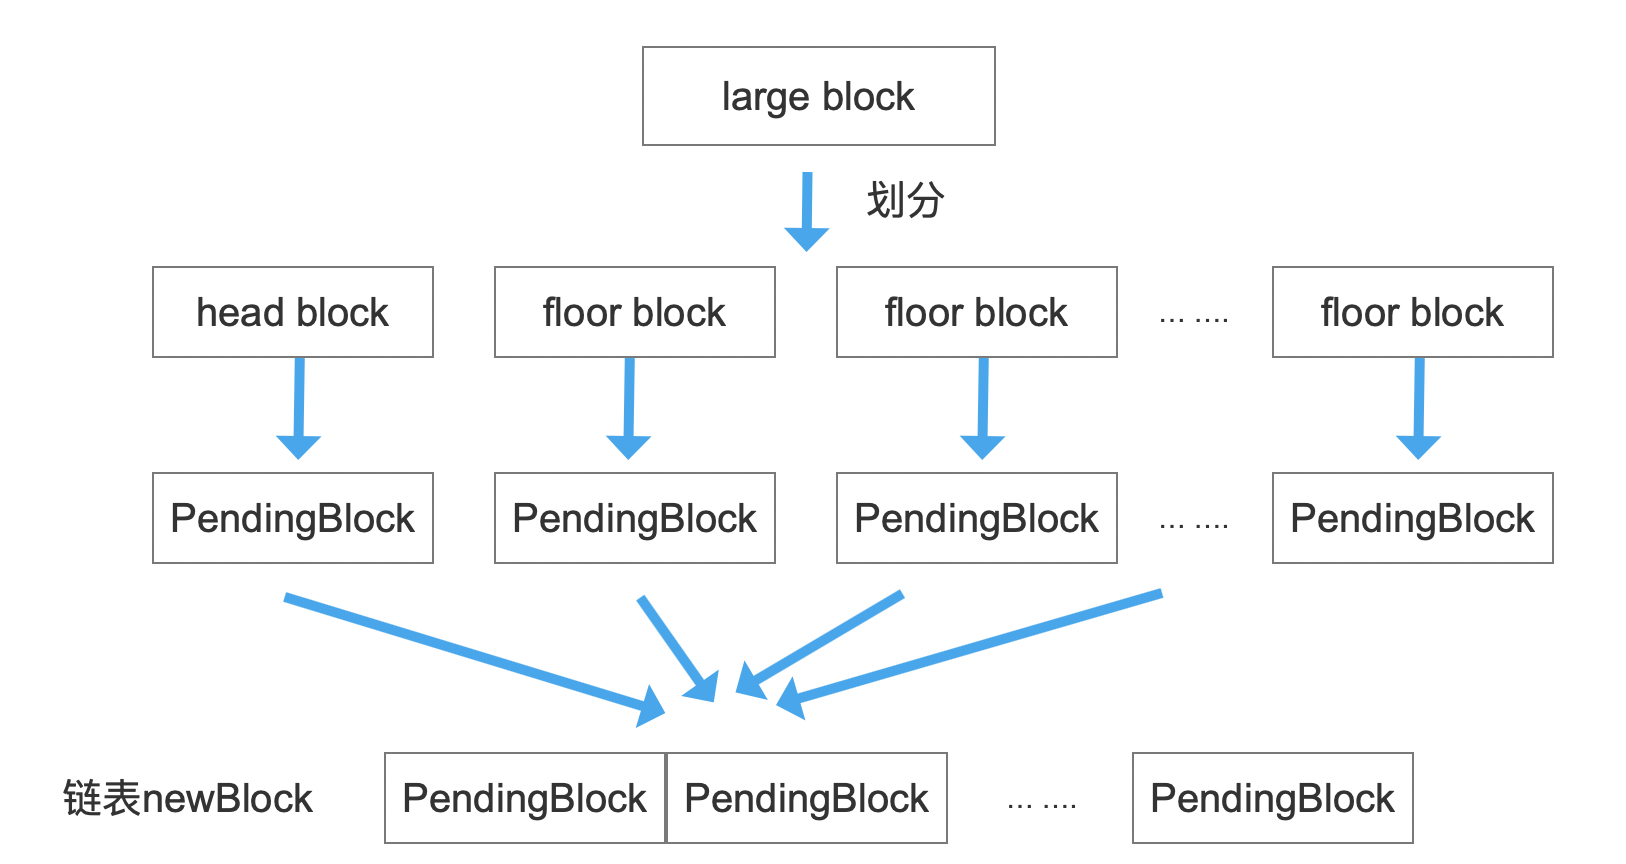 large block
划分
head block
floor block
floor block
... ....
floor block
PendingBlock
PendingBlock
PendingBlock
... ....
PendingBlock
链表newBlock
PendingBlock
PendingBlock
... ....
PendingBlock